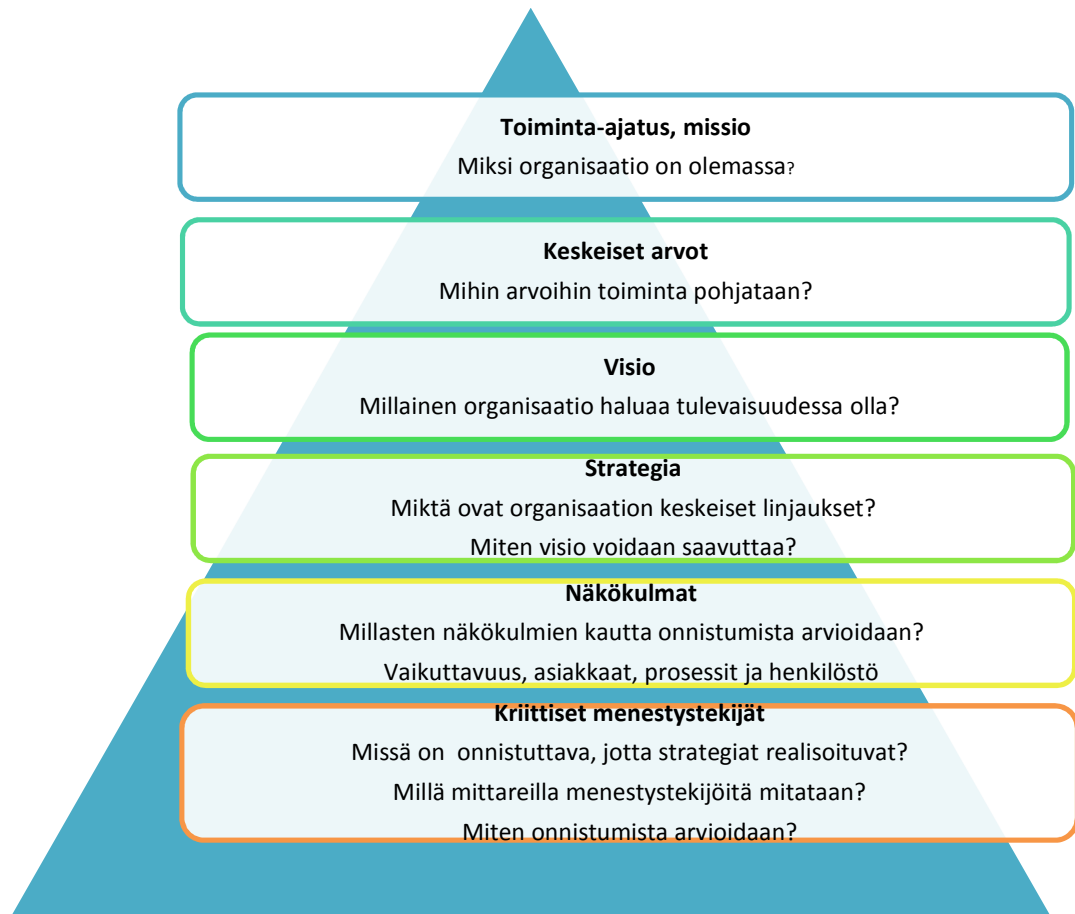 Toiminta-ajatus, missio
Miksi organisaatio on olemassa?
Keskeiset arvot
Mihin arvoihin toiminta pohjataan?
Visio
Millainen organisaatio haluaa tulevaisuudessa olla?
Strategia
Miktä ovat organisaation keskeiset linjaukset?
Miten visio voidaan saavuttaa?
Näkökulmat
Millasten näkökulmien kautta onnistumista arvioidaan?
Vaikuttavuus, asiakkaat, prosessit ja henkilöstö
Kriittiset menestystekijät
Missä on  onnistuttava, jotta strategiat realisoituvat?
Millä mittareilla menestystekijöitä mitataan?
Miten onnistumista arvioidaan?